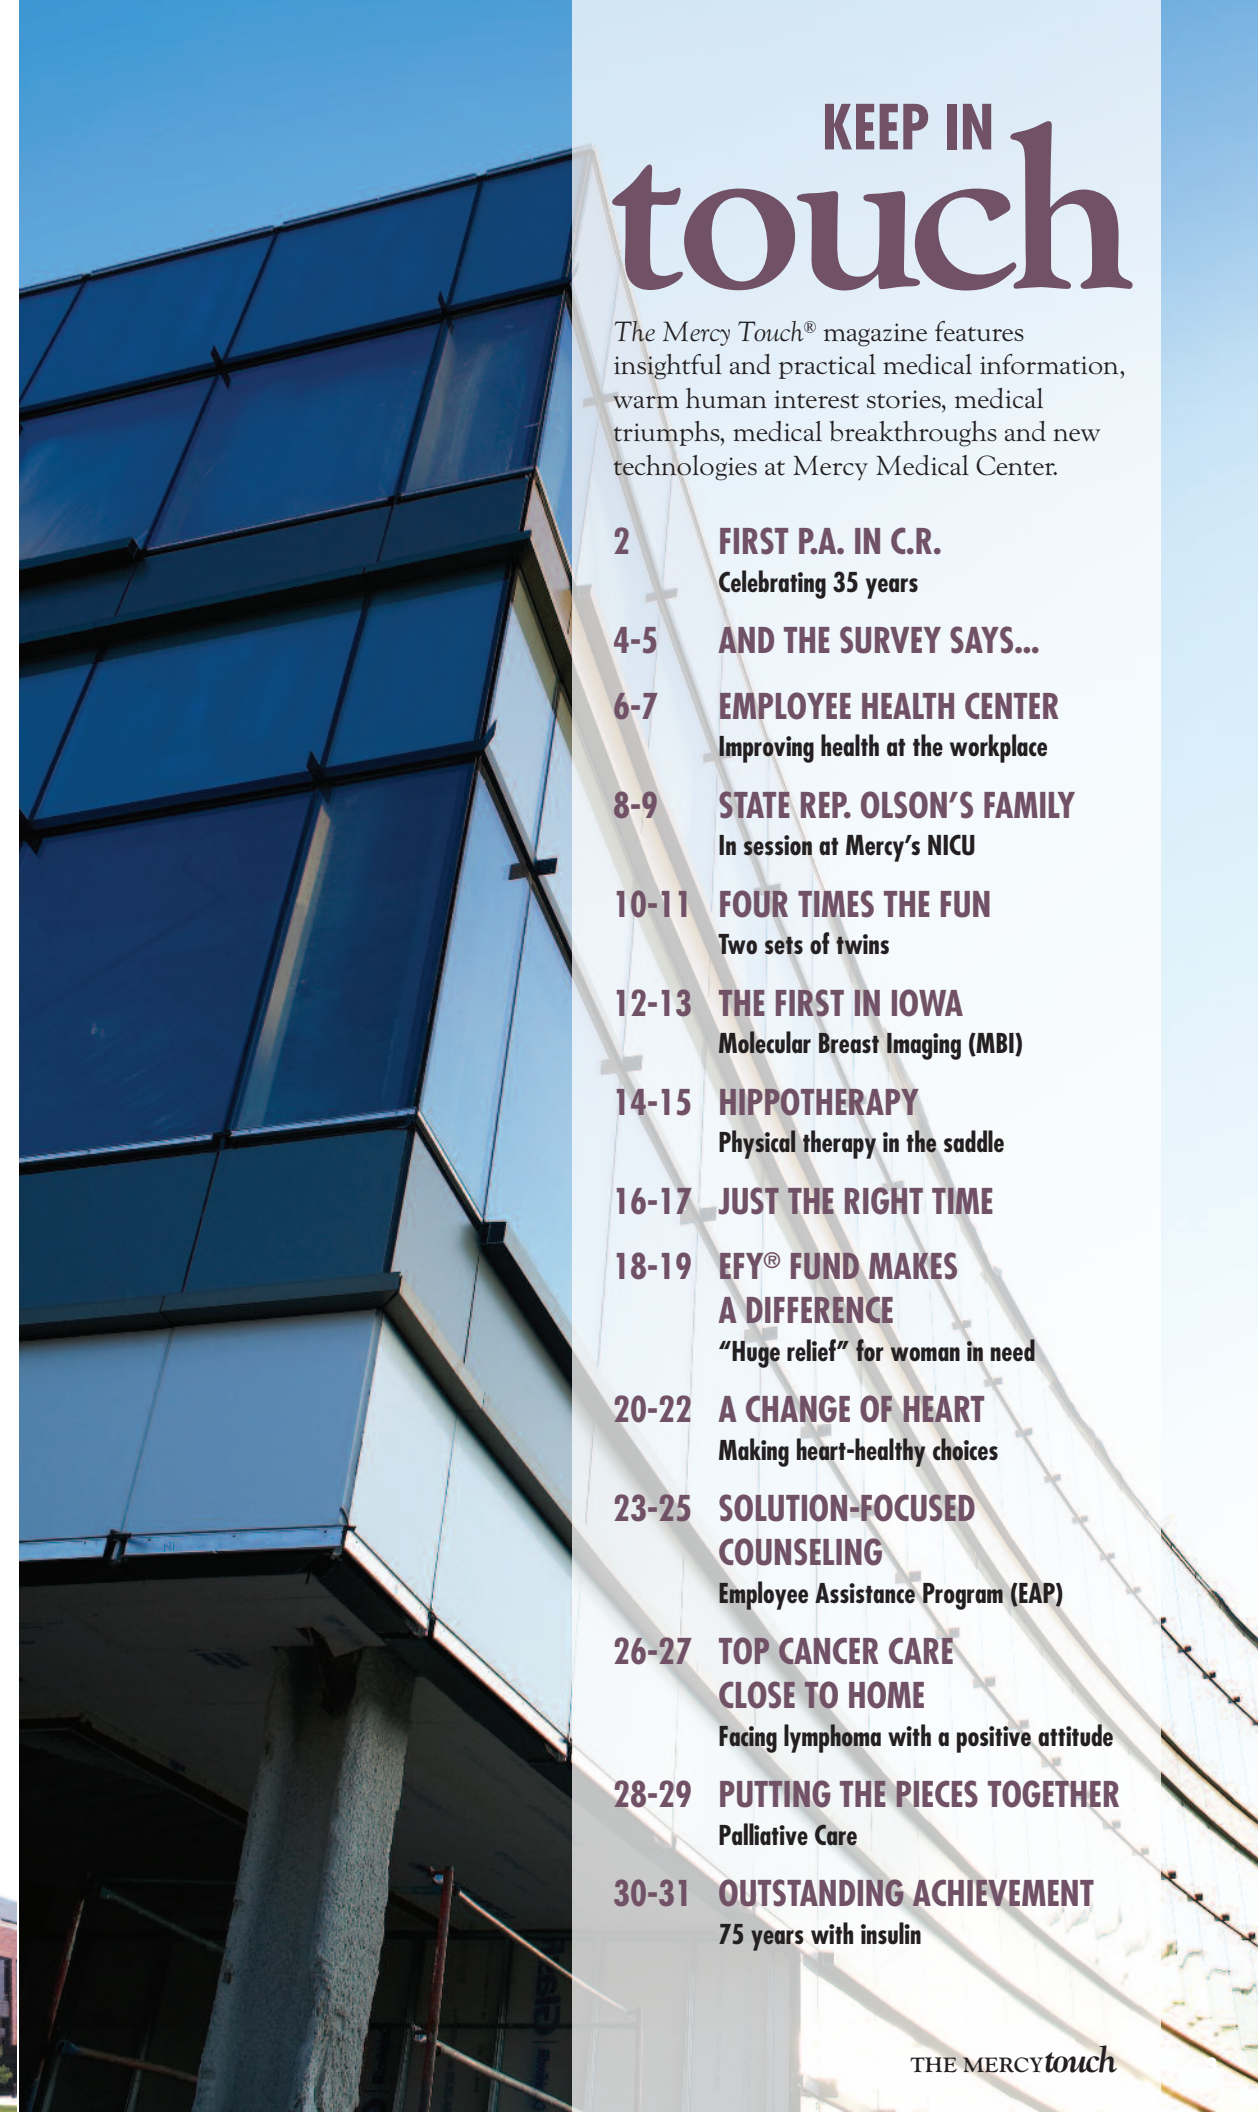 KEEP IN
touch
The Mercy Touch® magazine features
insightful and practical medical information,
warm human interest stories, medical
triumphs, medical breakthroughs and new
technologies at Mercy Medical Center.
2 FIRST P.A. IN C.R.
Celebrating 35 years
4-5 AND THE SURVEY SAYS...
6-7 EMPLOYEE HEALTH CENTER
Improving health at the workplace
8-9 STATE REP. OLSON’S FAMILY
In session at Mercy’s NICU
10-11 FOUR TIMES THE FUN
Two sets of twins
12-13 THE FIRST IN IOWA
Molecular Breast Imaging (MBI)
14-15 HIPPOTHERAPY
Physical therapy in the saddle
16-17 JUST THE RIGHT TIME
18-19 EFY® FUND MAKES
A DIFFERENCE
“Huge relief” for woman in need
20-22 A CHANGE OF HEART
Making heart-healthy choices
23-25 SOLUTION-FOCUSED
COUNSELING
Employee Assistance Program (EAP)
26-27 TOP CANCER CARE
CLOSE TO HOME
Facing lymphoma with a positive attitude
28-29 PUTTING THE PIECES TOGETHER
Palliative Care
30-31 OUTSTANDING ACHIEVEMENT
75 years with insulin
THE MERCYtouch